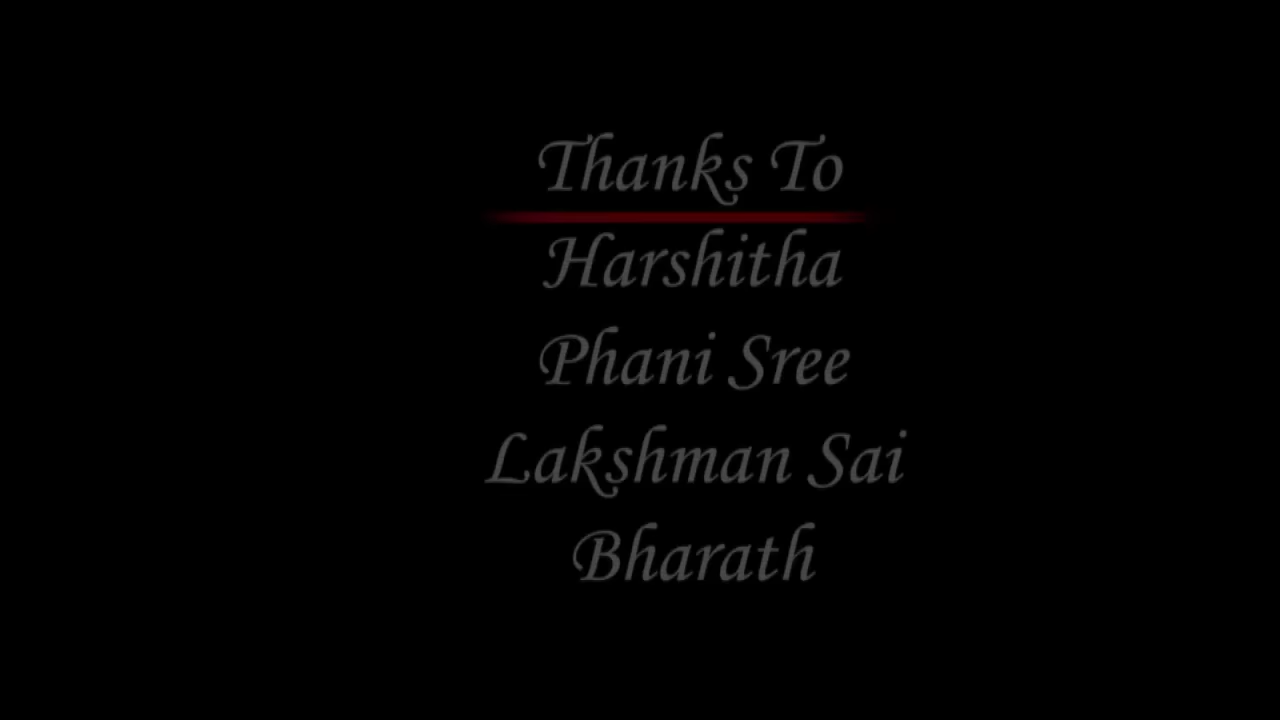 Thanks To
Harshitha
Phani Sree
Lakshman Sai
Bharath